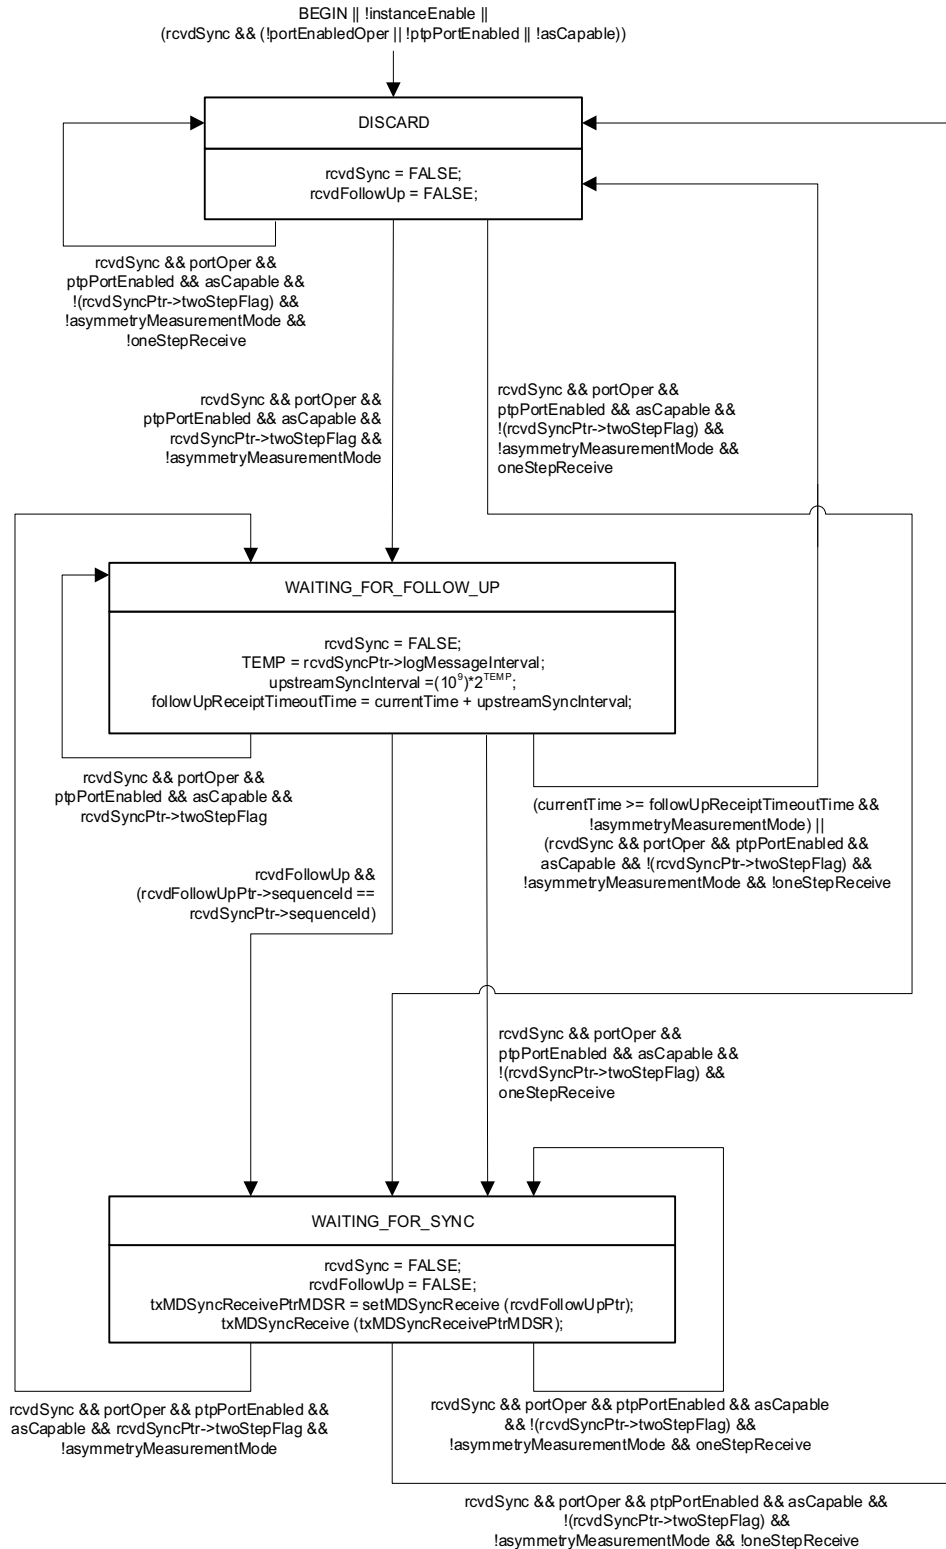 BEGIN || !instanceEnable ||
(rcvdSync && (!portEnabledOper || !ptpPortEnabled || !asCapable))
DISCARD
rcvdSync = FALSE;
rcvdFollowUp = FALSE;
rcvdSync && portOper &&
ptpPortEnabled && asCapable &&
!(rcvdSyncPtr->twoStepFlag) &&
!asymmetryMeasurementMode &&
!oneStepReceive
rcvdSync && portOper &&
ptpPortEnabled && asCapable &&
rcvdSyncPtr->twoStepFlag &&
!asymmetryMeasurementMode
rcvdSync && portOper &&
ptpPortEnabled && asCapable &&
!(rcvdSyncPtr->twoStepFlag) &&
!asymmetryMeasurementMode &&
oneStepReceive
WAITING_FOR_FOLLOW_UP
rcvdSync = FALSE;
TEMP = rcvdSyncPtr->logMessageInterval;
upstreamSyncInterval =(10^9)*2^TEMP;
followUpReceiptTimeoutTime = currentTime + upstreamSyncInterval;
rcvdSync && portOper &&
ptpPortEnabled && asCapable &&
rcvdSyncPtr->twoStepFlag
(currentTime >= followUpReceiptTimeoutTime &&
!asymmetryMeasurementMode) ||
(rcvdSync && portOper && ptpPortEnabled &&
asCapable && !(rcvdSyncPtr->twoStepFlag) &&
!asymmetryMeasurementMode && !oneStepReceive
rcvdFollowUp &&
(rcvdFollowUpPtr->sequenceId ==
rcvdSyncPtr->sequenceId)
rcvdSync && portOper &&
ptpPortEnabled && asCapable &&
!(rcvdSyncPtr->twoStepFlag) &&
oneStepReceive
WAITING_FOR_SYNC
rcvdSync = FALSE;
rcvdFollowUp = FALSE;
txMDSyncReceivePtrMDSR = setMDSyncReceive (rcvdFollowUpPtr);
txMDSyncReceive (txMDSyncReceivePtrMDSR);
rcvdSync && portOper && ptpPortEnabled &&
asCapable && rcvdSyncPtr->twoStepFlag &&
!asymmetryMeasurementMode
rcvdSync && portOper && ptpPortEnabled && asCapable
&& !(rcvdSyncPtr->twoStepFlag) &&
!asymmetryMeasurementMode && oneStepReceive
rcvdSync && portOper && ptpPortEnabled && asCapable &&
!(rcvdSyncPtr->twoStepFlag) &&
!asymmetryMeasurementMode && !oneStepReceive